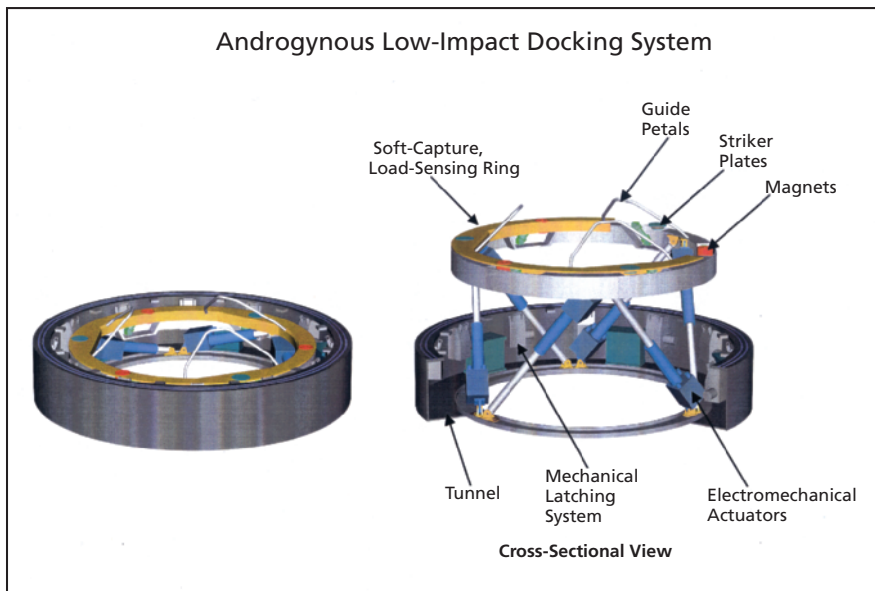 Androgynous Low-Impact Docking System
Guide
Petals
Soft-Capture,
Load-Sensing Ring
Striker
Plates
Magnets
Tunnel
Mechanical
Latching
System
Electromechanical
Actuators
Cross-Sectional View